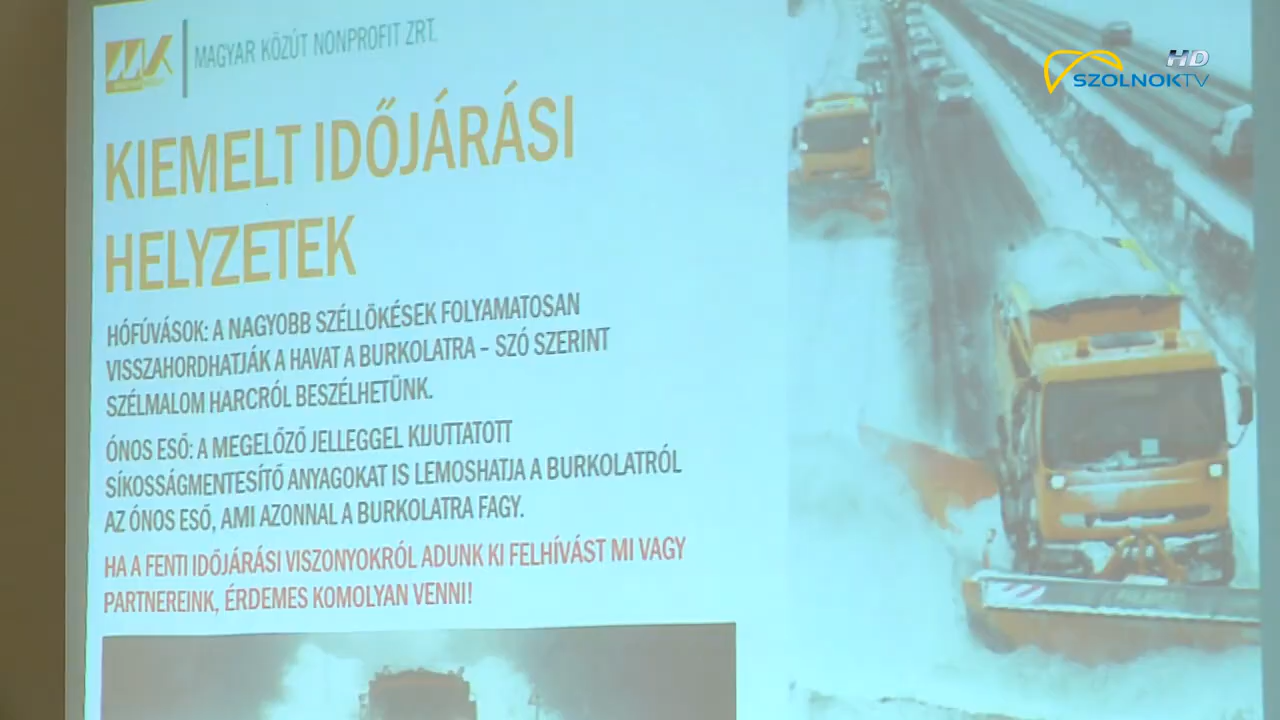 MK
MAGYAR KÖZÚT NONPROFIT ZRT.
HD
SZOLNOKTV
KIEMELT IDŐJÁRÁSI
HELYZETEK
HÓFÚVÁSOK: A NAGYOBB SZÉLLÖKÉSEK FOLYAMATOSAN
VISSZAHORDHATJÁK A HAVAT A BURKOLATRA – SZÓ SZERINT
SZÉLMALOM HARCRÓL BESZÉLHETÜNK.
ÓNOS ESŐ: A MEGELŐZŐ JELLEGGEL KIJUTTATOTT
SÍKOSSÁGMENTESÍTŐ ANYAGOKAT IS LEMOSHATJA A BURKOLATRÓL
AZ ÓNOS ESŐ, AMI AZONNAL A BURKOLATRA FAGY.
HA A FENTI IDŐJÁRÁSI VISZONYOKRÓL ADUNK KI FELHÍVÁST MI VAGY
PARTNEREINK, ÉRDEMES KOMOLYAN VENNI!